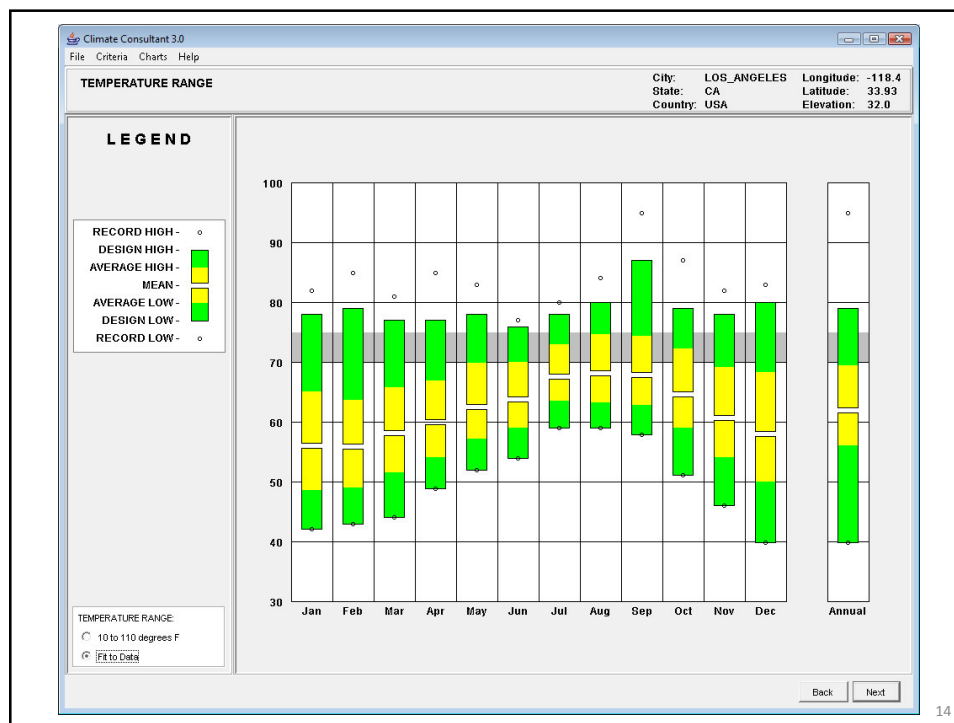 Climate Consultant 3.0
File Criteria Charts Help
TEMPERATURE RANGE
City: LOS_ANGELES Longitude: -118.4
State: CA Latitude: 33.93
Country: USA Elevation: 32.0
LEGEND
RECORD HIGH -
DESIGN HIGH -
AVERAGE HIGH -
MEAN -
AVERAGE LOW -
DESIGN LOW -
RECORD LOW -
100
90
80
70
60
50
40
30
Jan Feb Mar Apr May Jun Jul Aug Sep Oct Nov Dec Annual
TEMPERATURE RANGE:
10 to 110 degrees F
Fit to Data
Back Next
14